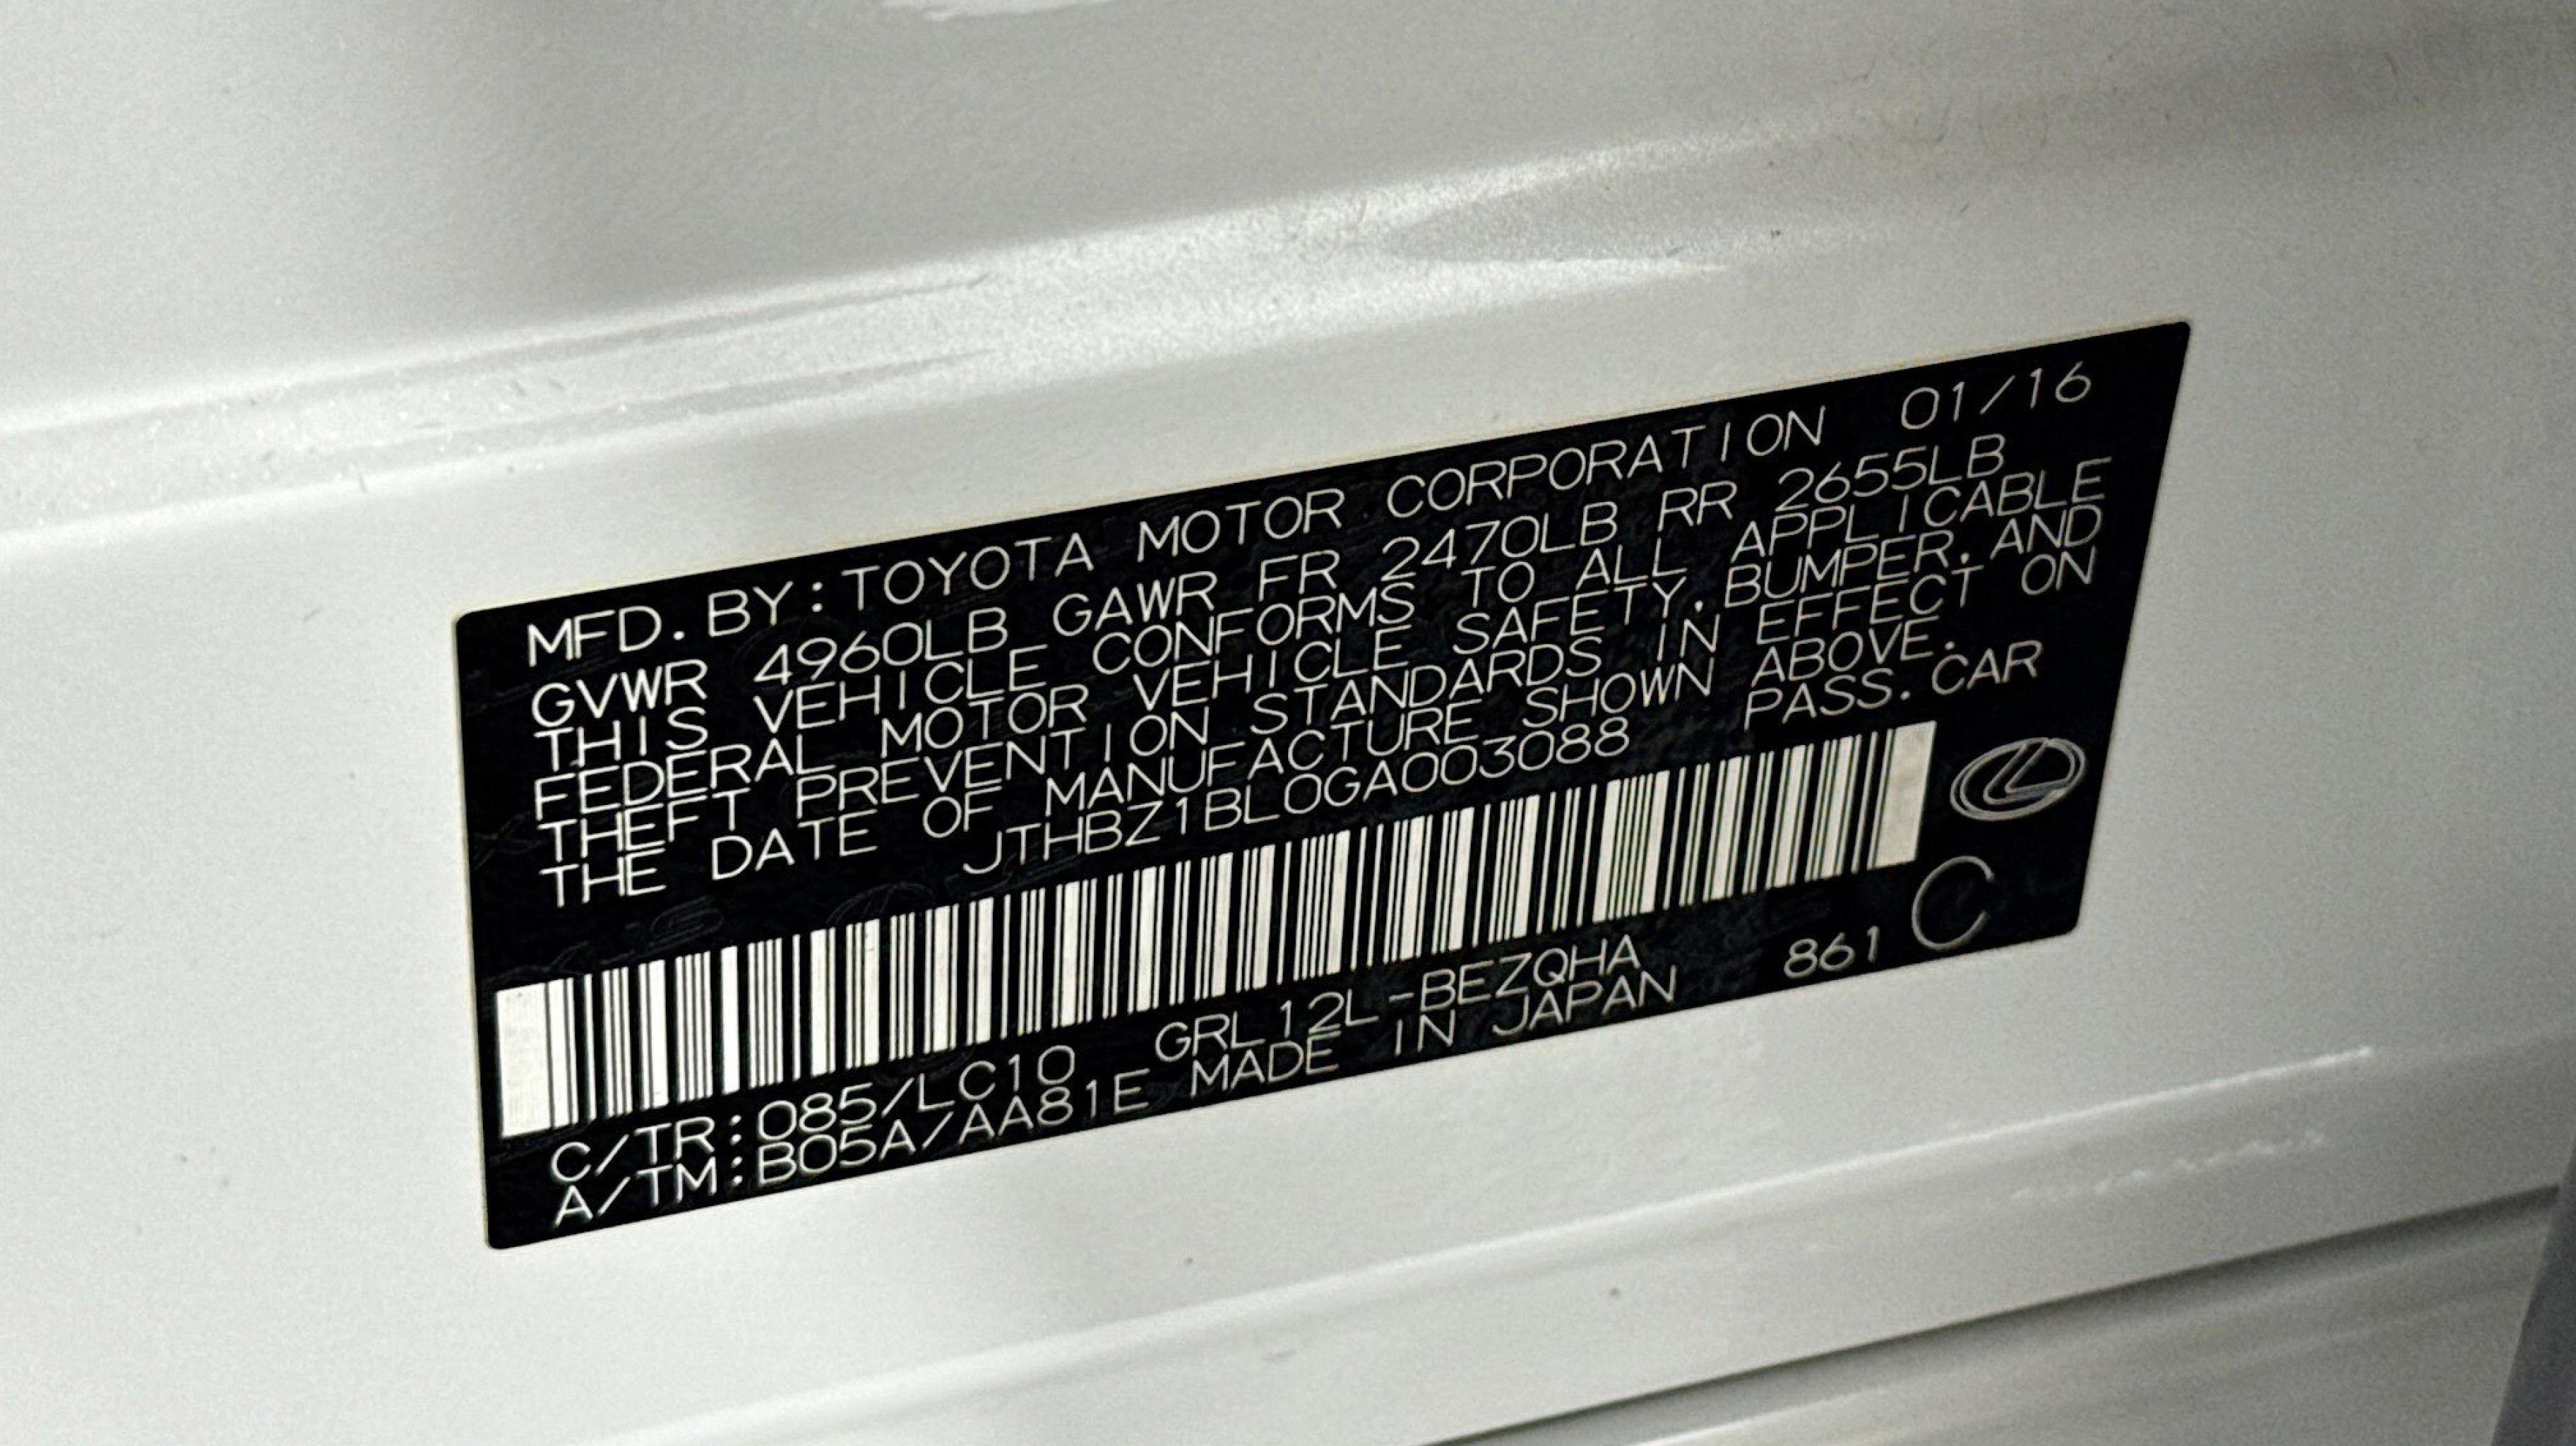 MFD. BY: TOYOTA MOTOR CORPORATION 01/16
GVWR 4960LB GAWR FR 2470LB RR 2655LB
THIS VEHICLE CONFORMS TO ALL APPLICABLE
FEDERAL MOTOR VEHICLE SAFETY, BUMPER, AND
THEFT PREVENTION STANDARDS IN EFFECT ON
THE DATE OF MANUFACTURE SHOWN ABOVE.
JTHBZ1BL0GA003088 PASS. CAR
C/TR: 085/LC10 GRL12L-BEZQHA
A/TM: B05A/AA81E MADE IN JAPAN 861 C